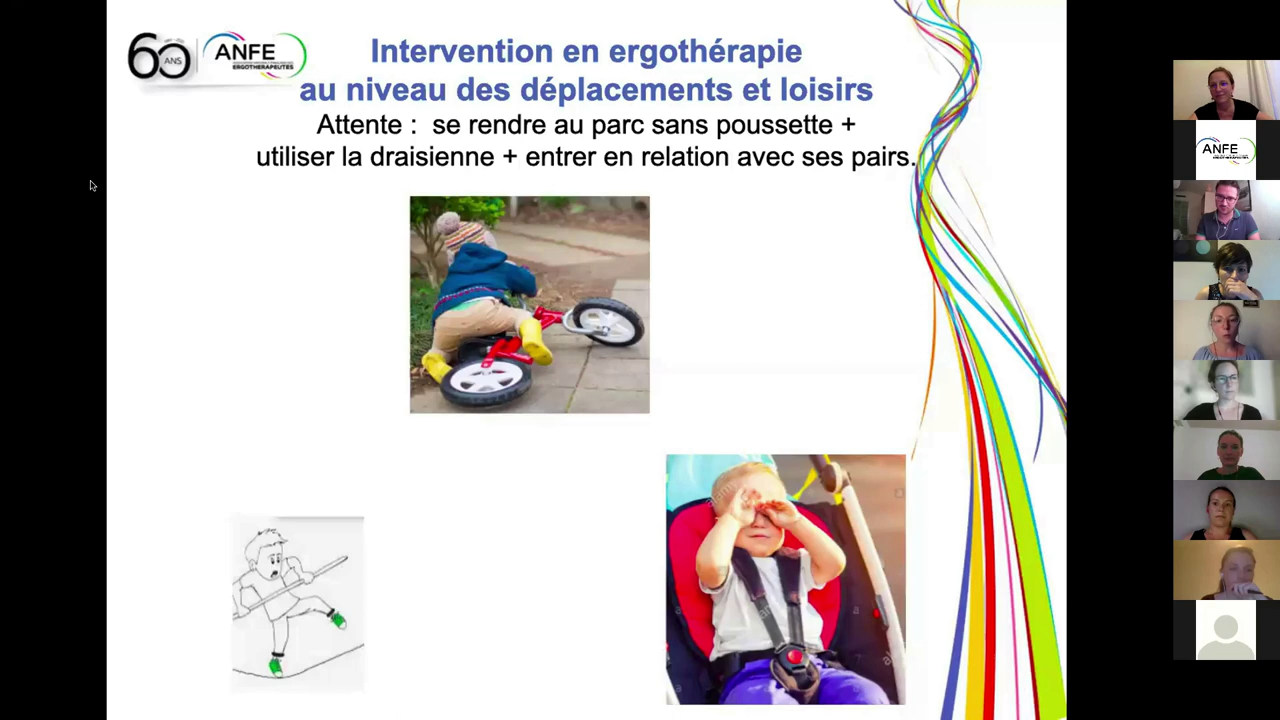 60 ANS
ANFE
ERGOTHÉRAPEUTES
Intervention en ergothérapie
au niveau des déplacements et loisirs
Attente : se rendre au parc sans poussette +
utiliser la draisienne + entrer en relation avec ses pairs.
ANFE